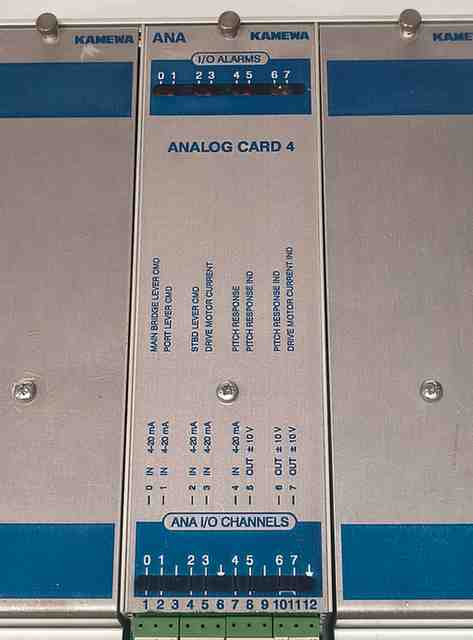 KAMEWA
ANA KAMEWA
KAMEW
I/O ALARMS
0 1 2 3 4 5 6 7
ANALOG CARD 4
MAIN BRIDGE LEVER CMD
PORT LEVER CMD
STBD LEVER CMD
DRIVE MOTOR CURRENT
PITCH RESPONSE
PITCH RESPONSE IND
PITCH RESPONSE IND
DRIVE MOTOR CURRENT IND
— 0 IN 4-20 mA
— 1 IN 4-20 mA
— 2 IN 4-20 mA
— 3 IN 4-20 mA
— 4 IN 4-20 mA
— 5 OUT ± 10 V
— 6 OUT ± 10 V
— 7 OUT ± 10 V
ANA I/O CHANNELS
0 1 2 3 4 5 6 7
1 2 3 4 5 6 7 8 9 10 11 12